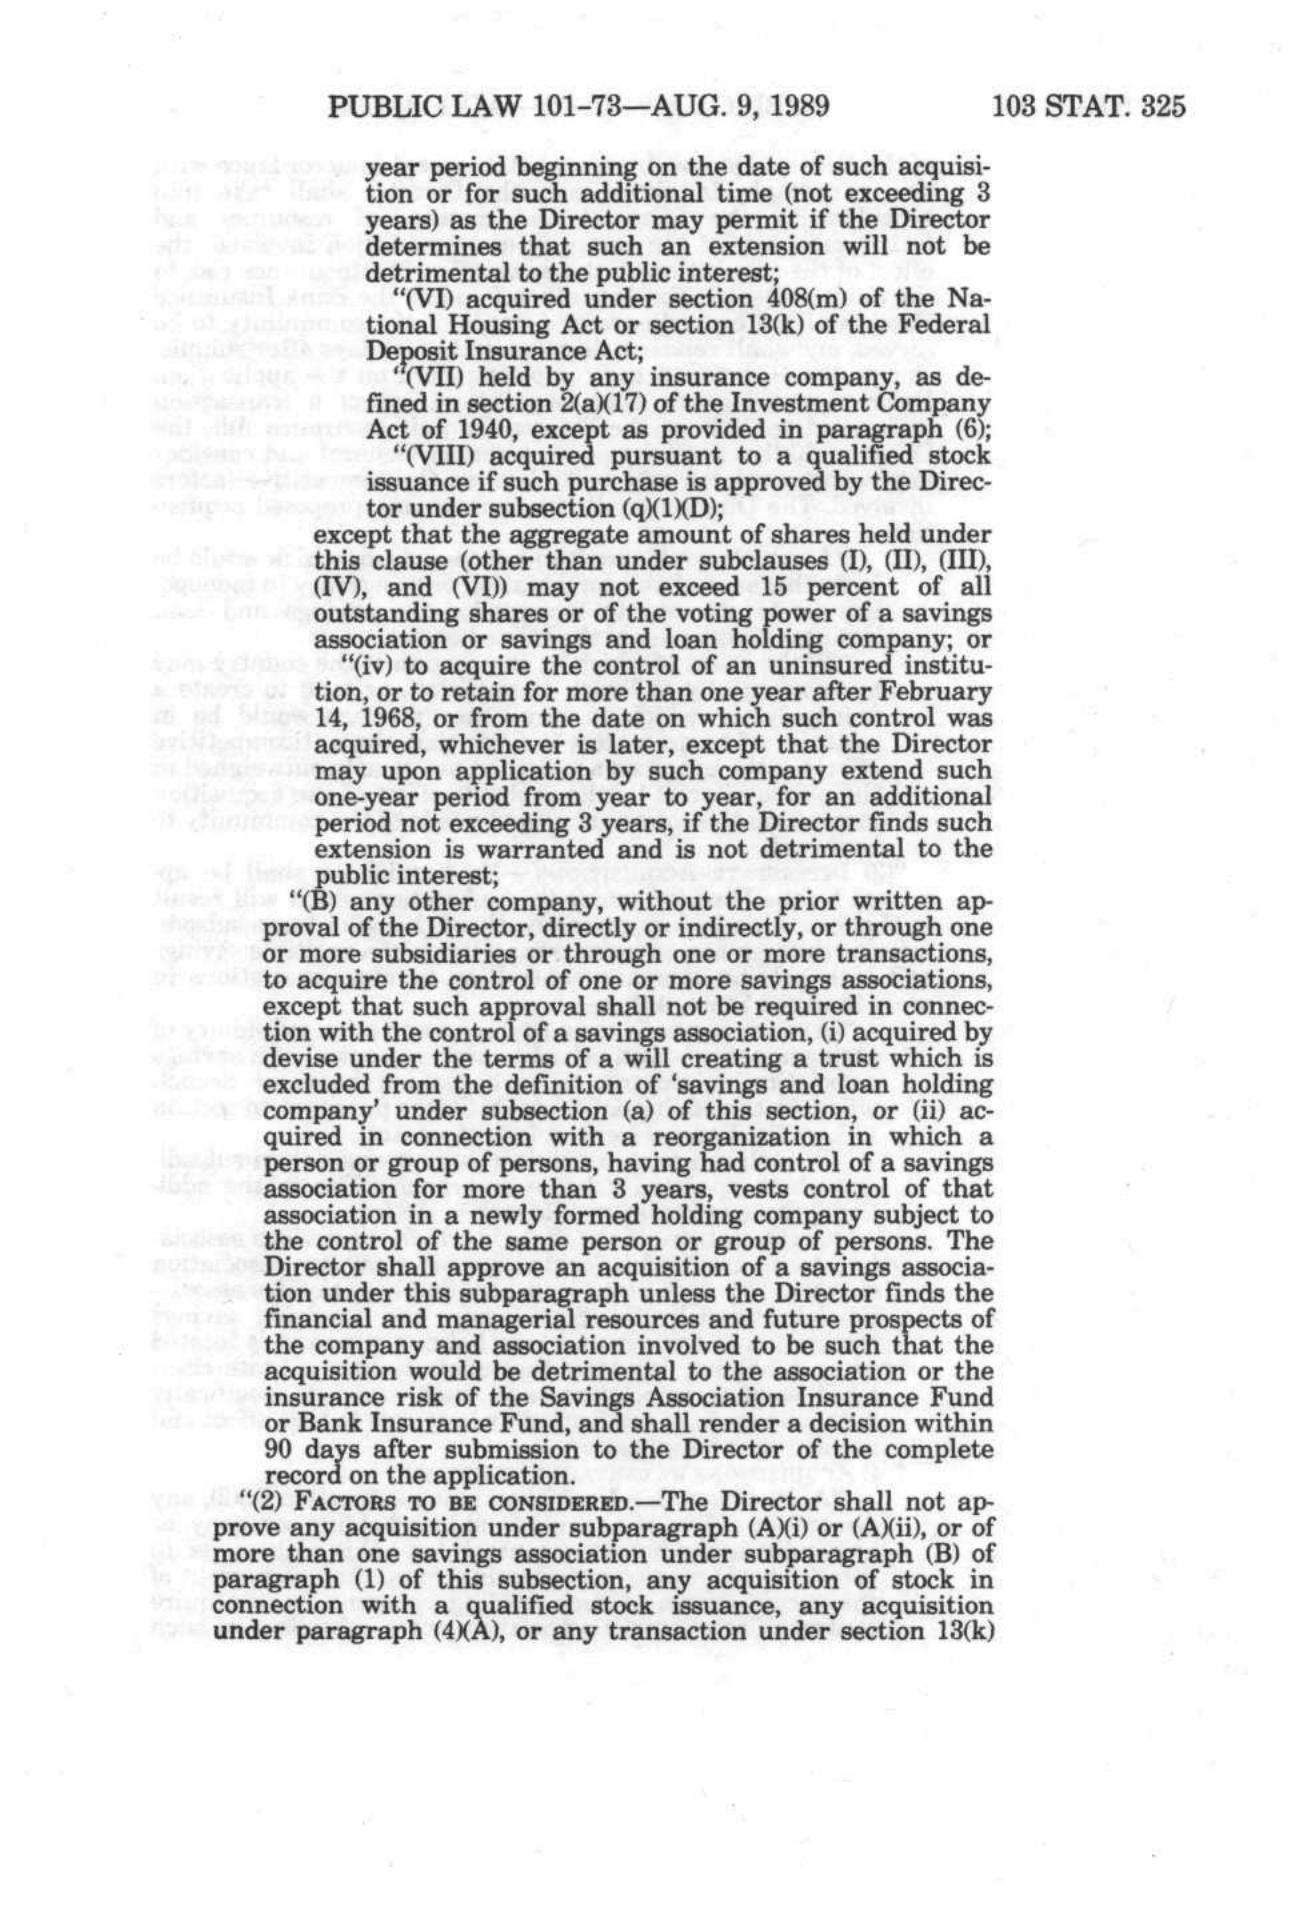 PUBLIC LAW 101–73—AUG. 9, 1989 103 STAT. 325
year period beginning on the date of such acquisi-
tion or for such additional time (not exceeding 3
years) as the Director may permit if the Director
determines that such an extension will not be
detrimental to the public interest;
“(VI) acquired under section 408(m) of the Na-
tional Housing Act or section 13(k) of the Federal
Deposit Insurance Act;
“(VII) held by any insurance company, as de-
fined in section 2(a)(17) of the Investment Company
Act of 1940, except as provided in paragraph (6);
“(VIII) acquired pursuant to a qualified stock
issuance if such purchase is approved by the Direc-
tor under subsection (q)(1)(D);
except that the aggregate amount of shares held under
this clause (other than under subclauses (I), (II), (III),
(IV), and (VI)) may not exceed 15 percent of all
outstanding shares or of the voting power of a savings
association or savings and loan holding company; or
“(iv) to acquire the control of an uninsured institu-
tion, or to retain for more than one year after February
14, 1968, or from the date on which such control was
acquired, whichever is later, except that the Director
may upon application by such company extend such
one-year period from year to year, for an additional
period not exceeding 3 years, if the Director finds such
extension is warranted and is not detrimental to the
public interest;
“(B) any other company, without the prior written ap-
proval of the Director, directly or indirectly, or through one
or more subsidiaries or through one or more transactions,
to acquire the control of one or more savings associations,
except that such approval shall not be required in connec-
tion with the control of a savings association, (i) acquired by
devise under the terms of a will creating a trust which is
excluded from the definition of ‘savings and loan holding
company’ under subsection (a) of this section, or (ii) ac-
quired in connection with a reorganization in which a
person or group of persons, having had control of a savings
association for more than 3 years, vests control of that
association in a newly formed holding company subject to
the control of the same person or group of persons. The
Director shall approve an acquisition of a savings associa-
tion under this subparagraph unless the Director finds the
financial and managerial resources and future prospects of
the company and association involved to be such that the
acquisition would be detrimental to the association or the
insurance risk of the Savings Association Insurance Fund
or Bank Insurance Fund, and shall render a decision within
90 days after submission to the Director of the complete
record on the application.
“(2) FACTORS TO BE CONSIDERED.—The Director shall not ap-
prove any acquisition under subparagraph (A)(i) or (A)(ii), or of
more than one savings association under subparagraph (B) of
paragraph (1) of this subsection, any acquisition of stock in
connection with a qualified stock issuance, any acquisition
under paragraph (4)(A), or any transaction under section 13(k)